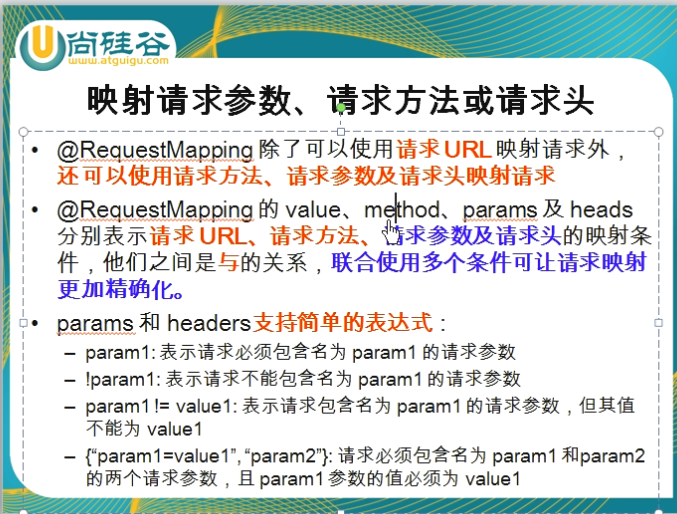 尚硅谷
www.atguigu.com
映射请求参数、请求方法或请求头
• @RequestMapping 除了可以使用请求 URL 映射请求外，
还可以使用请求方法、请求参数及请求头映射请求
• @RequestMapping 的 value、method、params 及 heads
分别表示请求 URL、请求方法、请求参数及请求头的映射条
件，他们之间是与的关系，联合使用多个条件可让请求映射
更加精确化。
• params 和 headers支持简单的表达式：
– param1: 表示请求必须包含名为 param1 的请求参数
– !param1: 表示请求不能包含名为 param1 的请求参数
– param1 != value1: 表示请求包含名为 param1 的请求参数，但其值
不能为 value1
– {“param1=value1”, “param2”}: 请求必须包含名为 param1 和param2
的两个请求参数，且 param1 参数的值必须为 value1